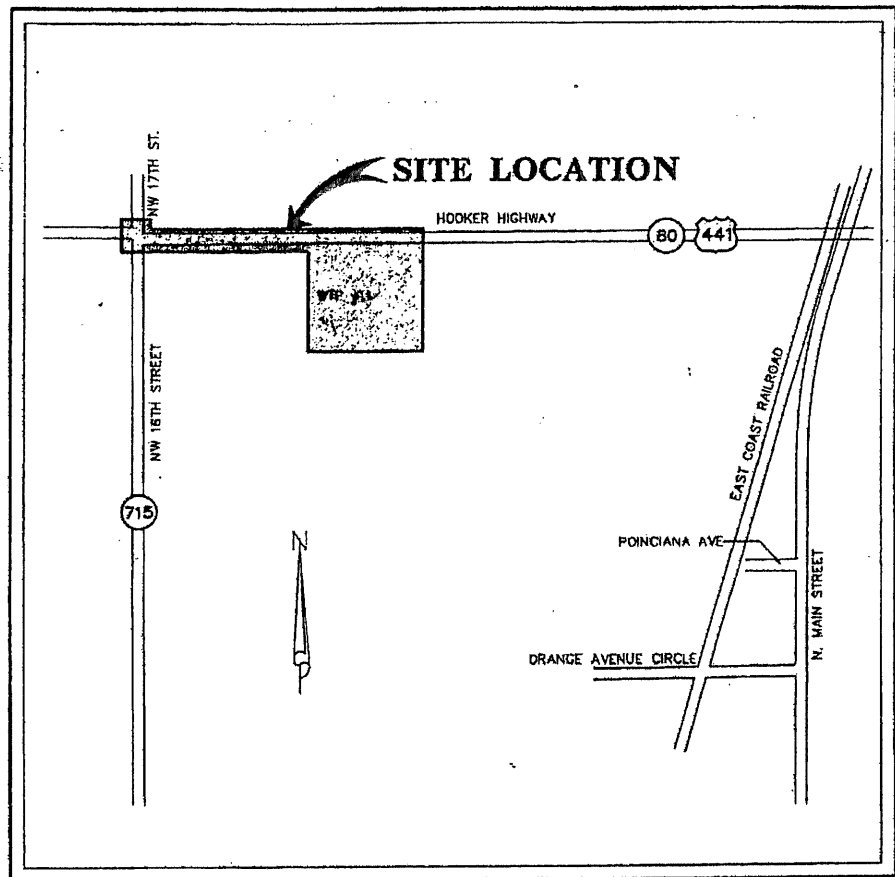 NW 17TH ST.
SITE LOCATION
HOOKER HIGHWAY
80
441
WTP
NW 16TH STREET
715
EAST COAST RAILROAD
N
POINCIANA AVE
N. MAIN STREET
ORANGE AVENUE CIRCLE